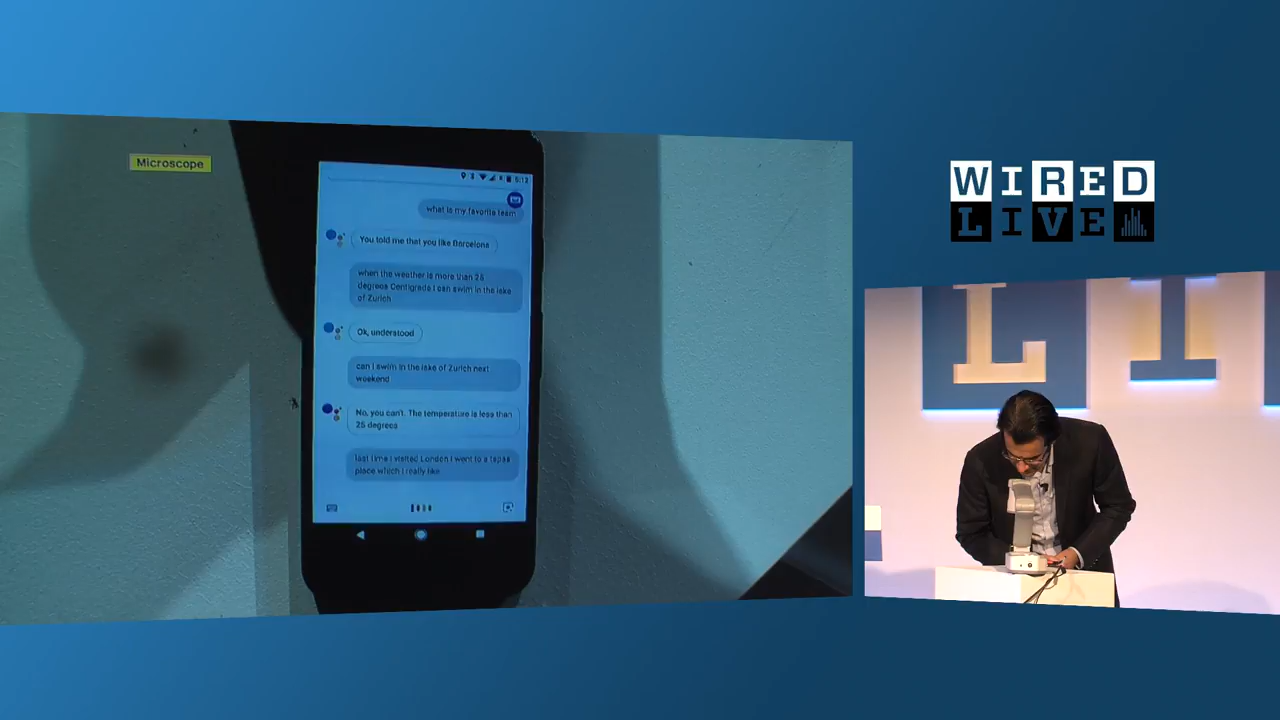 Microscope
6:12
what is my favorite team
You told me that you like Barcelona
when the weather is more than 25
degrees Centigrade I can swim in the lake
of Zurich
Ok, understood
can I swim in the lake of Zurich next
weekend
No, you can't. The temperature is less than
25 degrees
last time I visited London I went to a tapas
place which I really like
WIRED
LIVE
L I